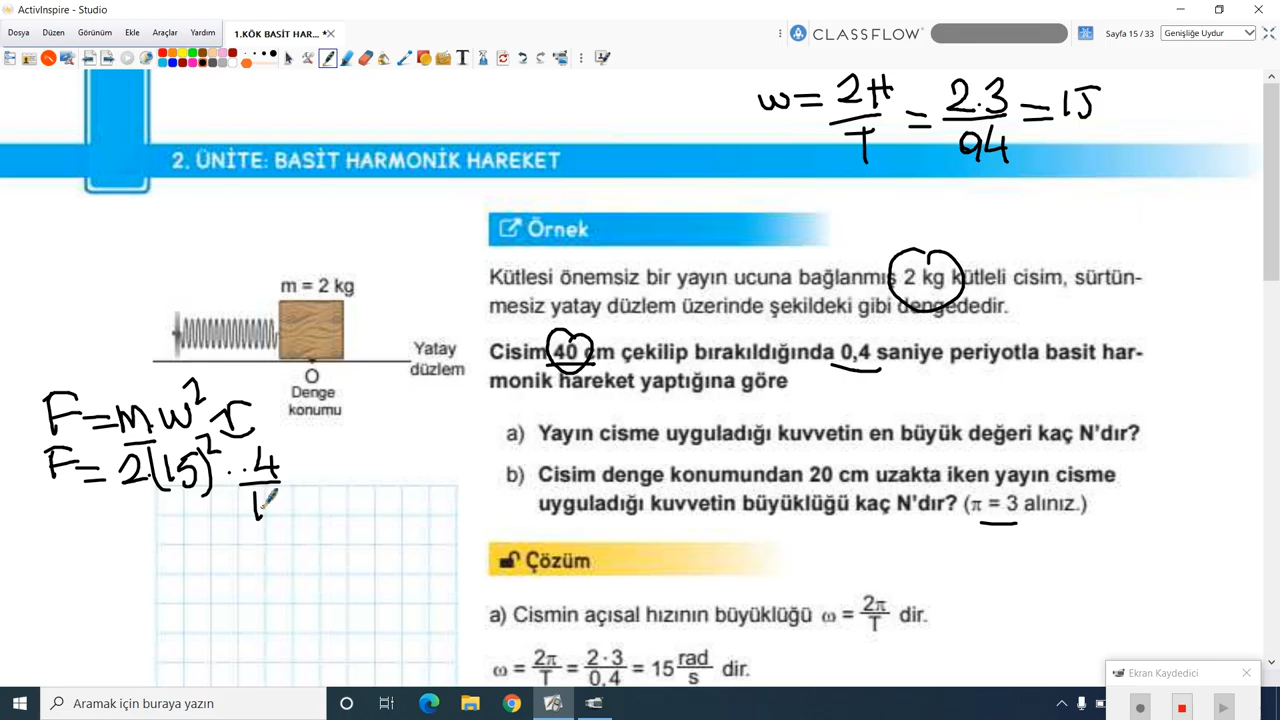 ActivInspire - Studio
Dosya Düzen Görünüm Ekle Araçlar Yardım 1.KÖK BASİT HAR... * CLASSFLOW Sayfa 15 / 33 Genişliğe Uydur
w = 2π/T = 2.3/0,4 = 15
2. ÜNİTE: BASİT HARMONİK HAREKET
Örnek
Kütlesi önemsiz bir yayın ucuna bağlanmış 2 kg kütleli cisim, sürtün-
mesiz yatay düzlem üzerinde şekildeki gibi dengededir.
Cisim 40 cm çekilip bırakıldığında 0,4 saniye periyotla basit har-
monik hareket yaptığına göre
a) Yayın cisme uyguladığı kuvvetin en büyük değeri kaç N'dır?
b) Cisim denge konumundan 20 cm uzakta iken yayın cisme
uyguladığı kuvvetin büyüklüğü kaç N'dır? (π = 3 alınız.)
m = 2 kg
Yatay
düzlem
O
Denge
konumu
F = mw² r
F = 2(15)² . 4/1
Çözüm
a) Cismin açısal hızının büyüklüğü ω = 2π/T dir.
ω = 2π/T = 2·3/0,4 = 15 rad/s dir.
Ekran Kaydedici
Aramak için buraya yazın